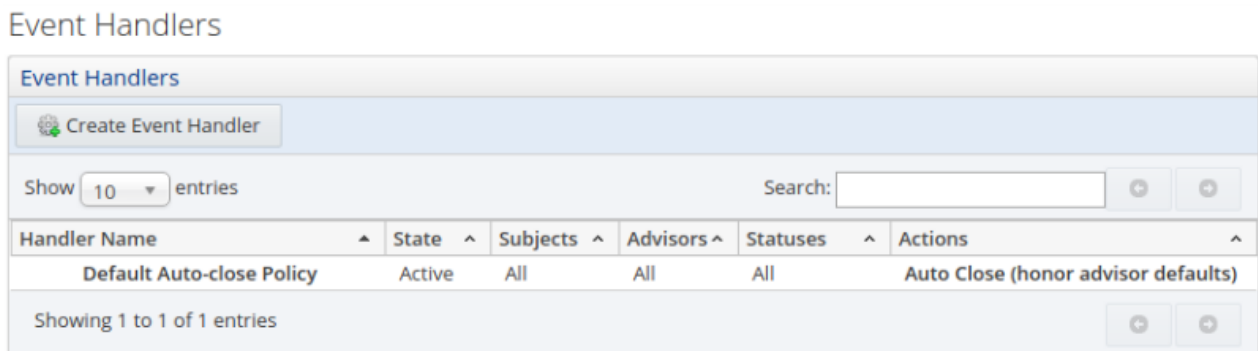 Event Handlers
Event Handlers
Create Event Handler
Show 10 entries Search:
Handler Name State Subjects Advisors Statuses Actions
Default Auto-close Policy Active All All All Auto Close (honor advisor defaults)
Showing 1 to 1 of 1 entries